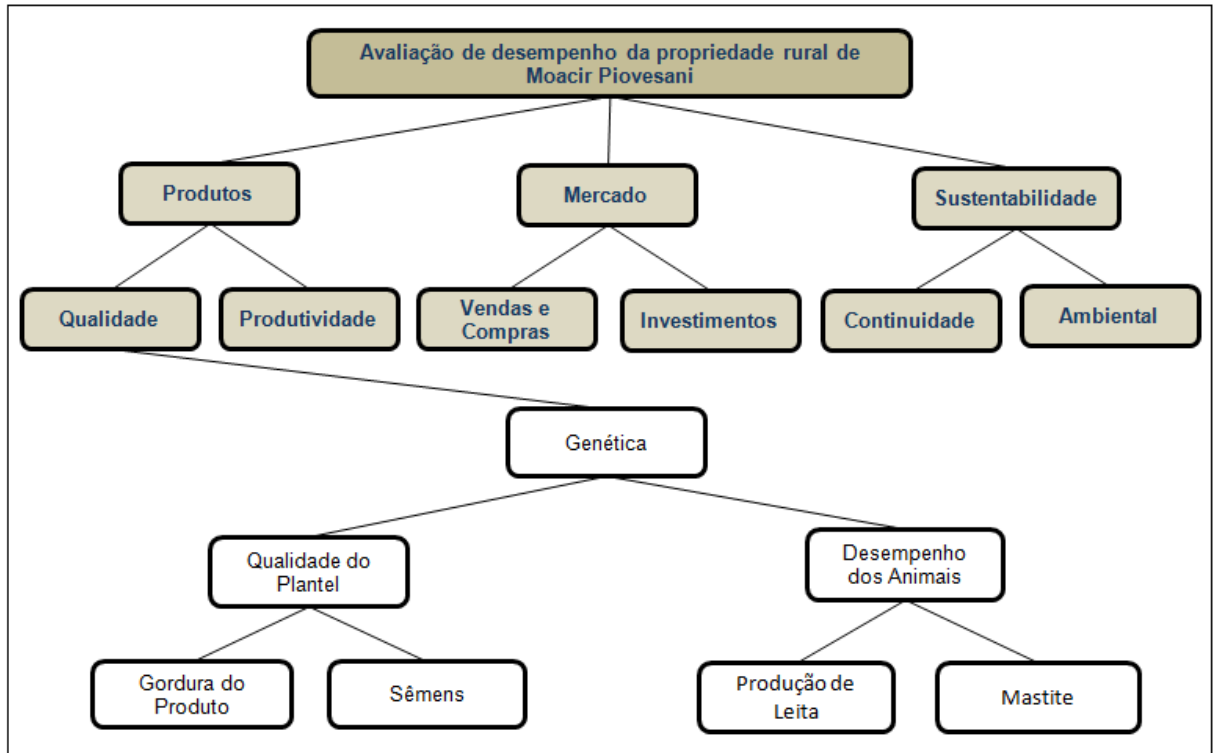 Avaliação de desempenho da propriedade rural de
Moacir Piovesani
Produtos
Mercado
Sustentabilidade
Qualidade
Produtividade
Vendas e
Compras
Investimentos
Continuidade
Ambiental
Genética
Qualidade do
Plantel
Desempenho
dos Animais
Gordura do
Produto
Sêmens
Produção de
Leita
Mastite